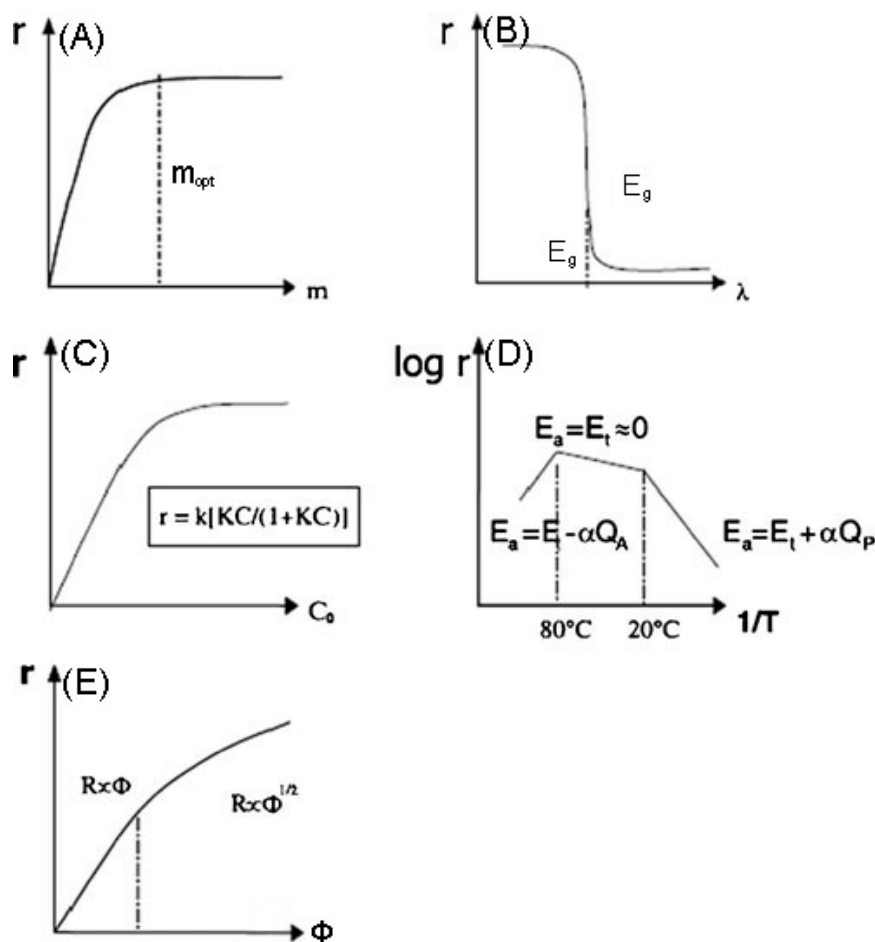 r (A)
m_opt
m
r (B)
E_g
E_g
λ
r (C)
r = k[KC/(1+KC)]
C_0
log r (D)
E_a=E_t≈0
E_a=E_t-αQ_A
E_a=E_t+αQ_P
80°C 20°C 1/T
r (E)
R∝Φ
R∝Φ^1/2
Φ